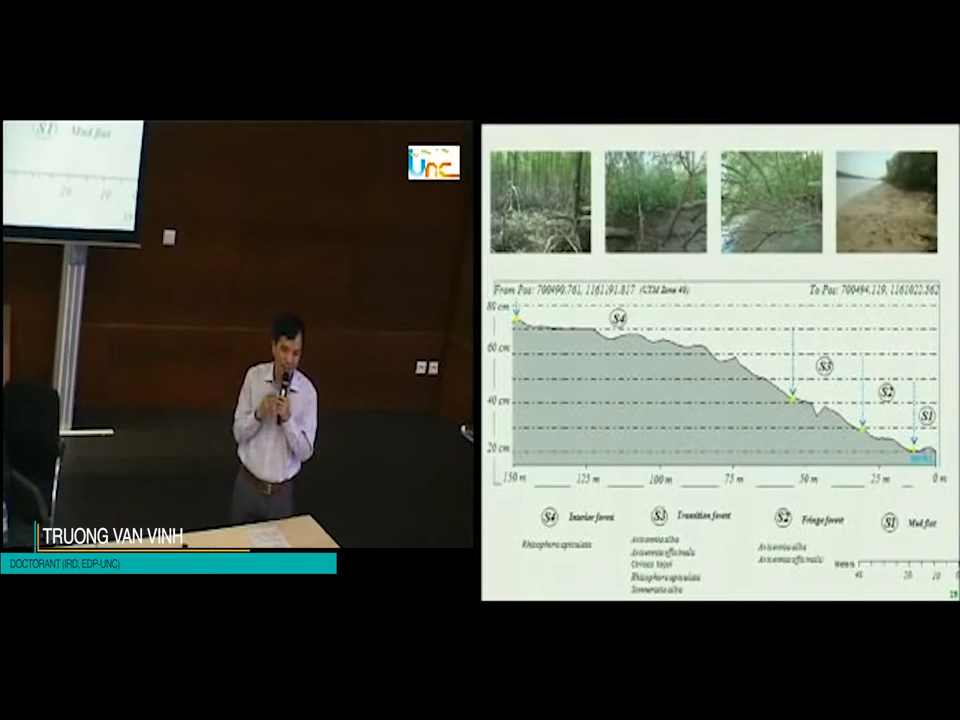 S1 Mud flat
20 10
Unc
TRUONG VAN VINH
DOCTORANT (IRD, EDP-UNC)
From Pos: 700490.761, 1161191.817 (UTM Zone 48) To Pos: 700494.119, 1161022.562
80 cm
60 cm
40 cm
20 cm
S4
S3
S2
S1
150 m 125 m 100 m 75 m 50 m 25 m 0 m
S4 Interior forest S3 Transition forest S2 Fringe forest S1 Mud flat
Rhizophora apiculata
Avicennia alba
Avicennia officinalis
Ceriops tagal
Rhizophora apiculata
Sonneratia alba
Avicennia alba
Avicennia officinalis
Meters
40 20 10 0